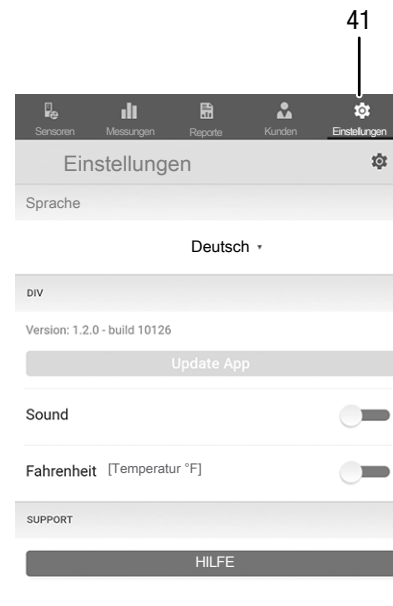 41
Sensoren Messungen Reporte Kunden Einstellungen
Einstellungen
Sprache
Deutsch
DIV
Version: 1.2.0 - build 10126
Update App
Sound
Fahrenheit [Temperatur °F]
SUPPORT
HILFE